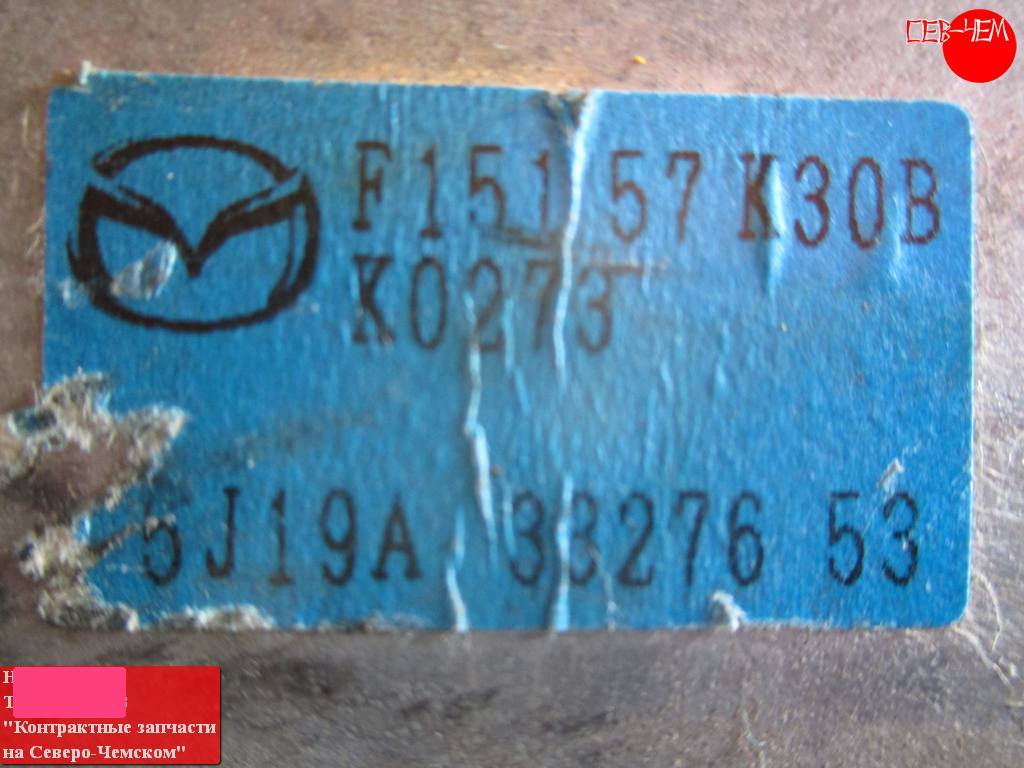 СЕВ-ЧЕМ
F151 57 K30B
K0273
5J19A 33276 53
"Контрактные запчасти
на Северо-Чемском"